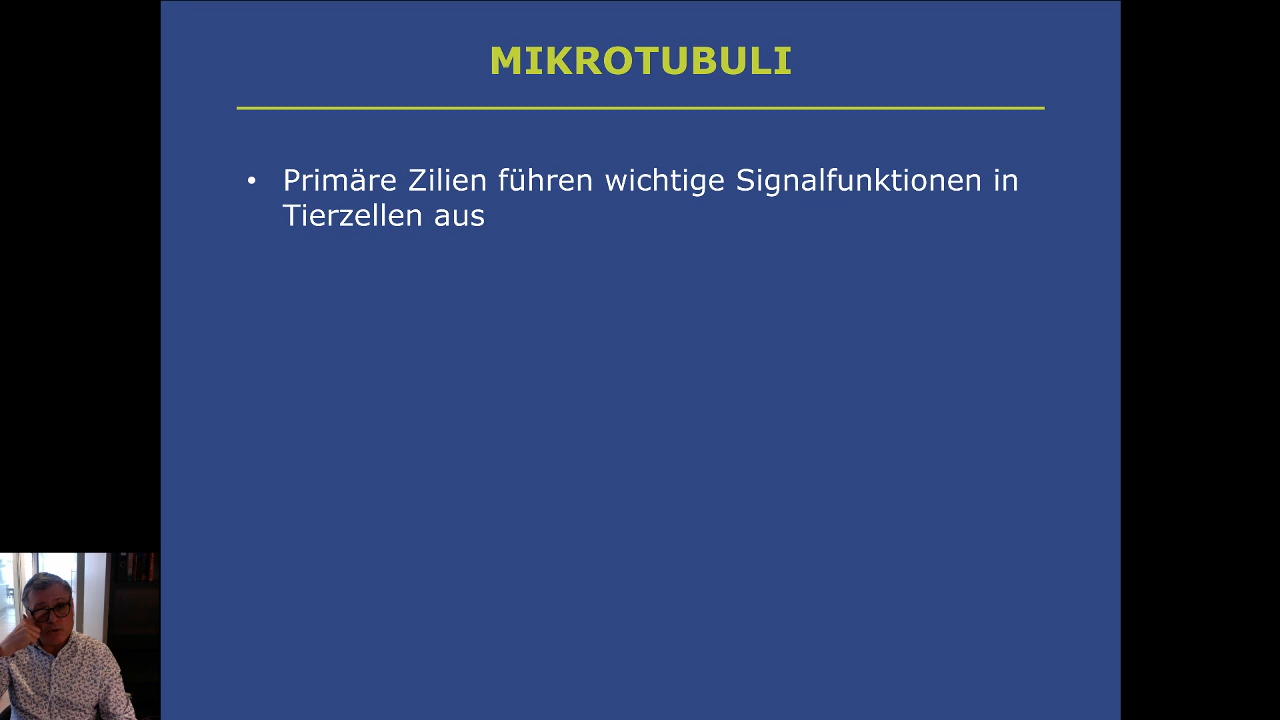 MIKROTUBULI
• Primäre Zilien führen wichtige Signalfunktionen in
Tierzellen aus